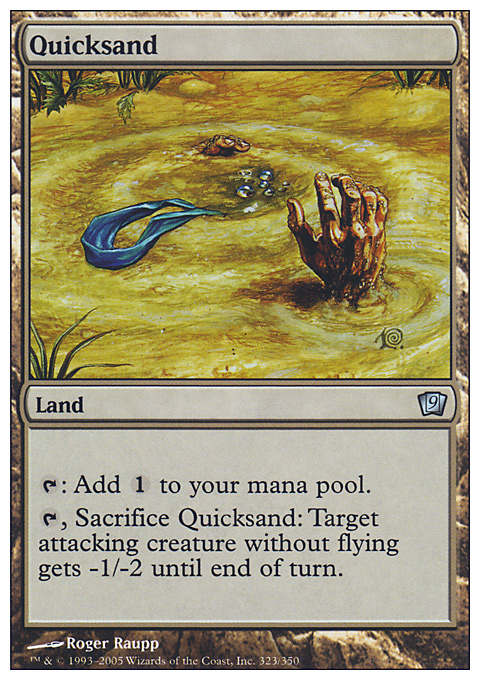 Quicksand
Land
9
: Add 1 to your mana pool.
, Sacrifice Quicksand: Target
attacking creature without flying
gets -1/-2 until end of turn.
Roger Raupp
™ & © 1993–2005 Wizards of the Coast, Inc. 323/350